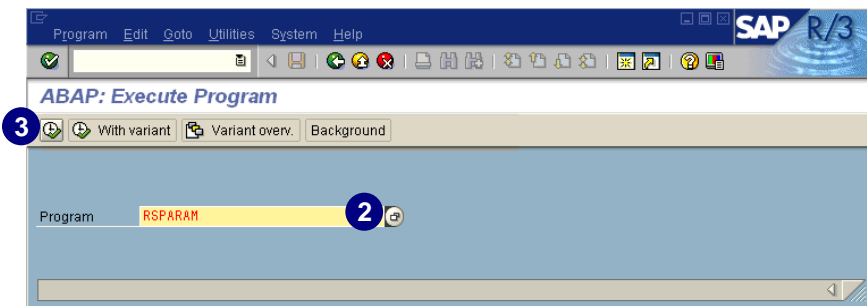 Program Edit Goto Utilities System Help
SAP R/3
ABAP: Execute Program
3
With variant Variant overv. Background
Program RSPARAM 2